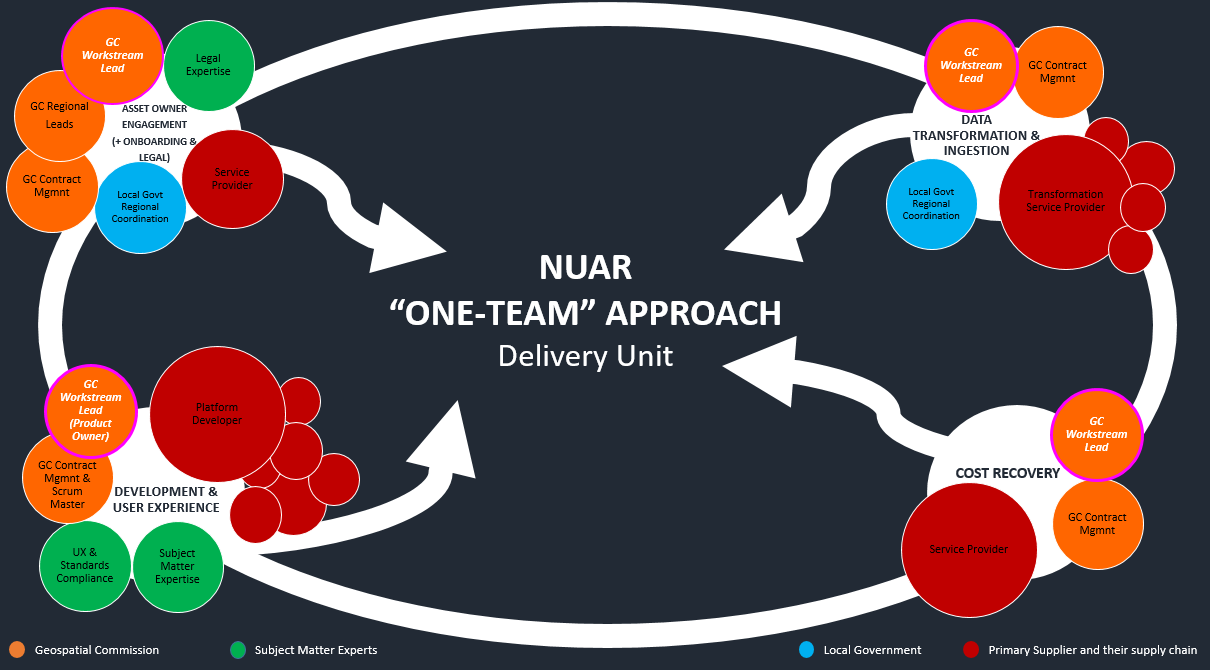 GC
Workstream
Lead
Legal
Expertise
GC Regional
Leads
ASSET OWNER
ENGAGEMENT
(+ ONBOARDING &
LEGAL)
GC Contract
Mgmnt
Local Govt
Regional
Coordination
Service
Provider
GC
Workstream
Lead
GC Contract
Mgmnt
DATA
TRANSFORMATION &
INGESTION
Local Govt
Regional
Coordination
Transformation
Service Provider
NUAR
“ONE-TEAM” APPROACH
Delivery Unit
GC
Workstream
Lead
(Product
Owner)
Platform
Developer
GC Contract
Mgmnt &
Scrum
Master
DEVELOPMENT &
USER EXPERIENCE
UX &
Standards
Compliance
Subject
Matter
Expertise
GC
Workstream
Lead
COST RECOVERY
GC Contract
Mgmnt
Service Provider
Geospatial Commission
Subject Matter Experts
Local Government
Primary Supplier and their supply chain